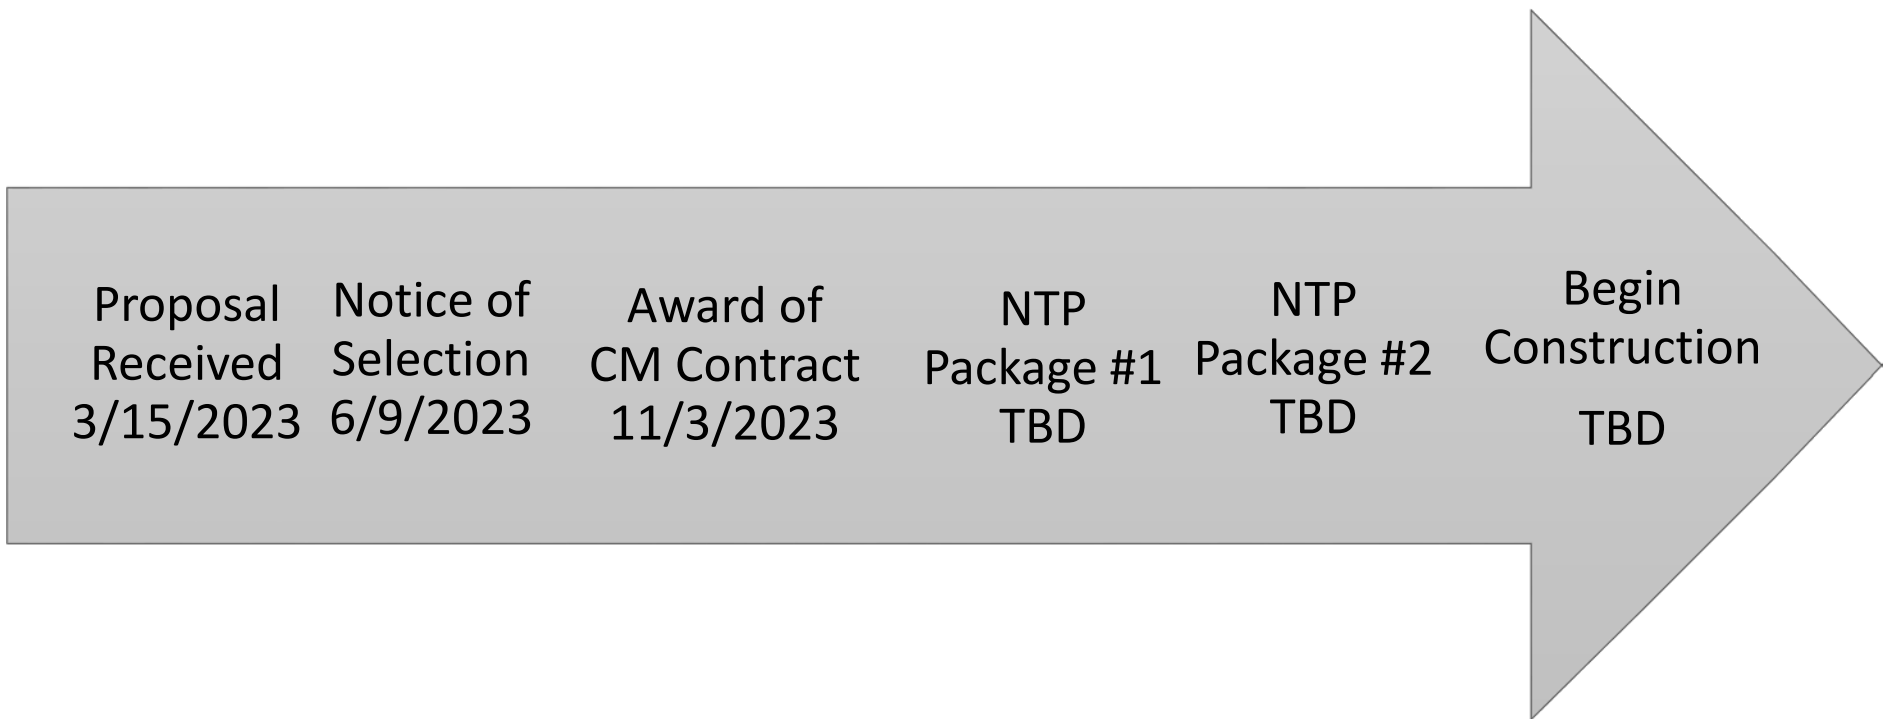 Proposal
Received
3/15/2023
Notice of
Selection
6/9/2023
Award of
CM Contract
11/3/2023
NTP
Package #1
TBD
NTP
Package #2
TBD
Begin
Construction
TBD